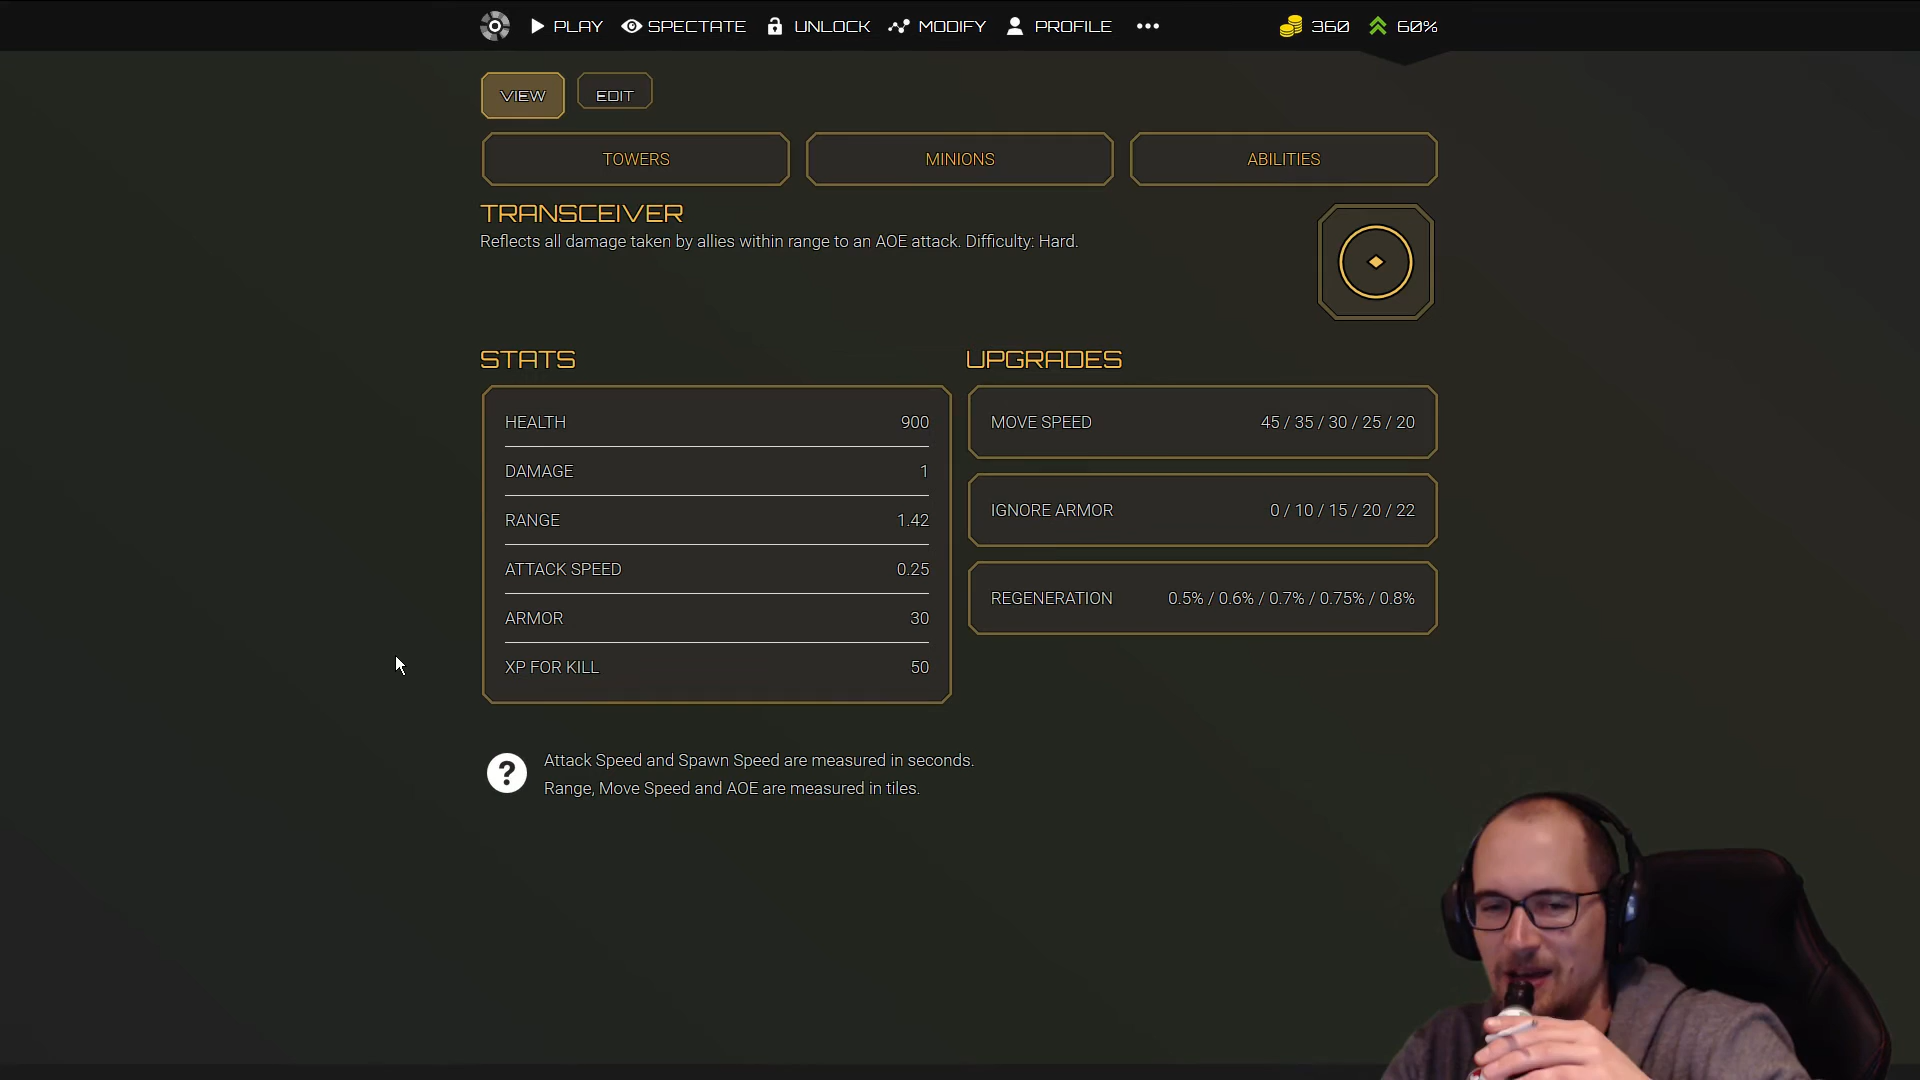 PLAY SPECTATE UNLOCK MODIFY PROFILE ••• 360 60%
VIEW EDIT
TOWERS MINIONS ABILITIES
TRANSCEIVER
Reflects all damage taken by allies within range to an AOE attack. Difficulty: Hard.
STATS
HEALTH 900
DAMAGE 1
RANGE 1.42
ATTACK SPEED 0.25
ARMOR 30
XP FOR KILL 50
UPGRADES
MOVE SPEED 45 / 35 / 30 / 25 / 20
IGNORE ARMOR 0 / 10 / 15 / 20 / 22
REGENERATION 0.5% / 0.6% / 0.7% / 0.75% / 0.8%
? Attack Speed and Spawn Speed are measured in seconds.
Range, Move Speed and AOE are measured in tiles.